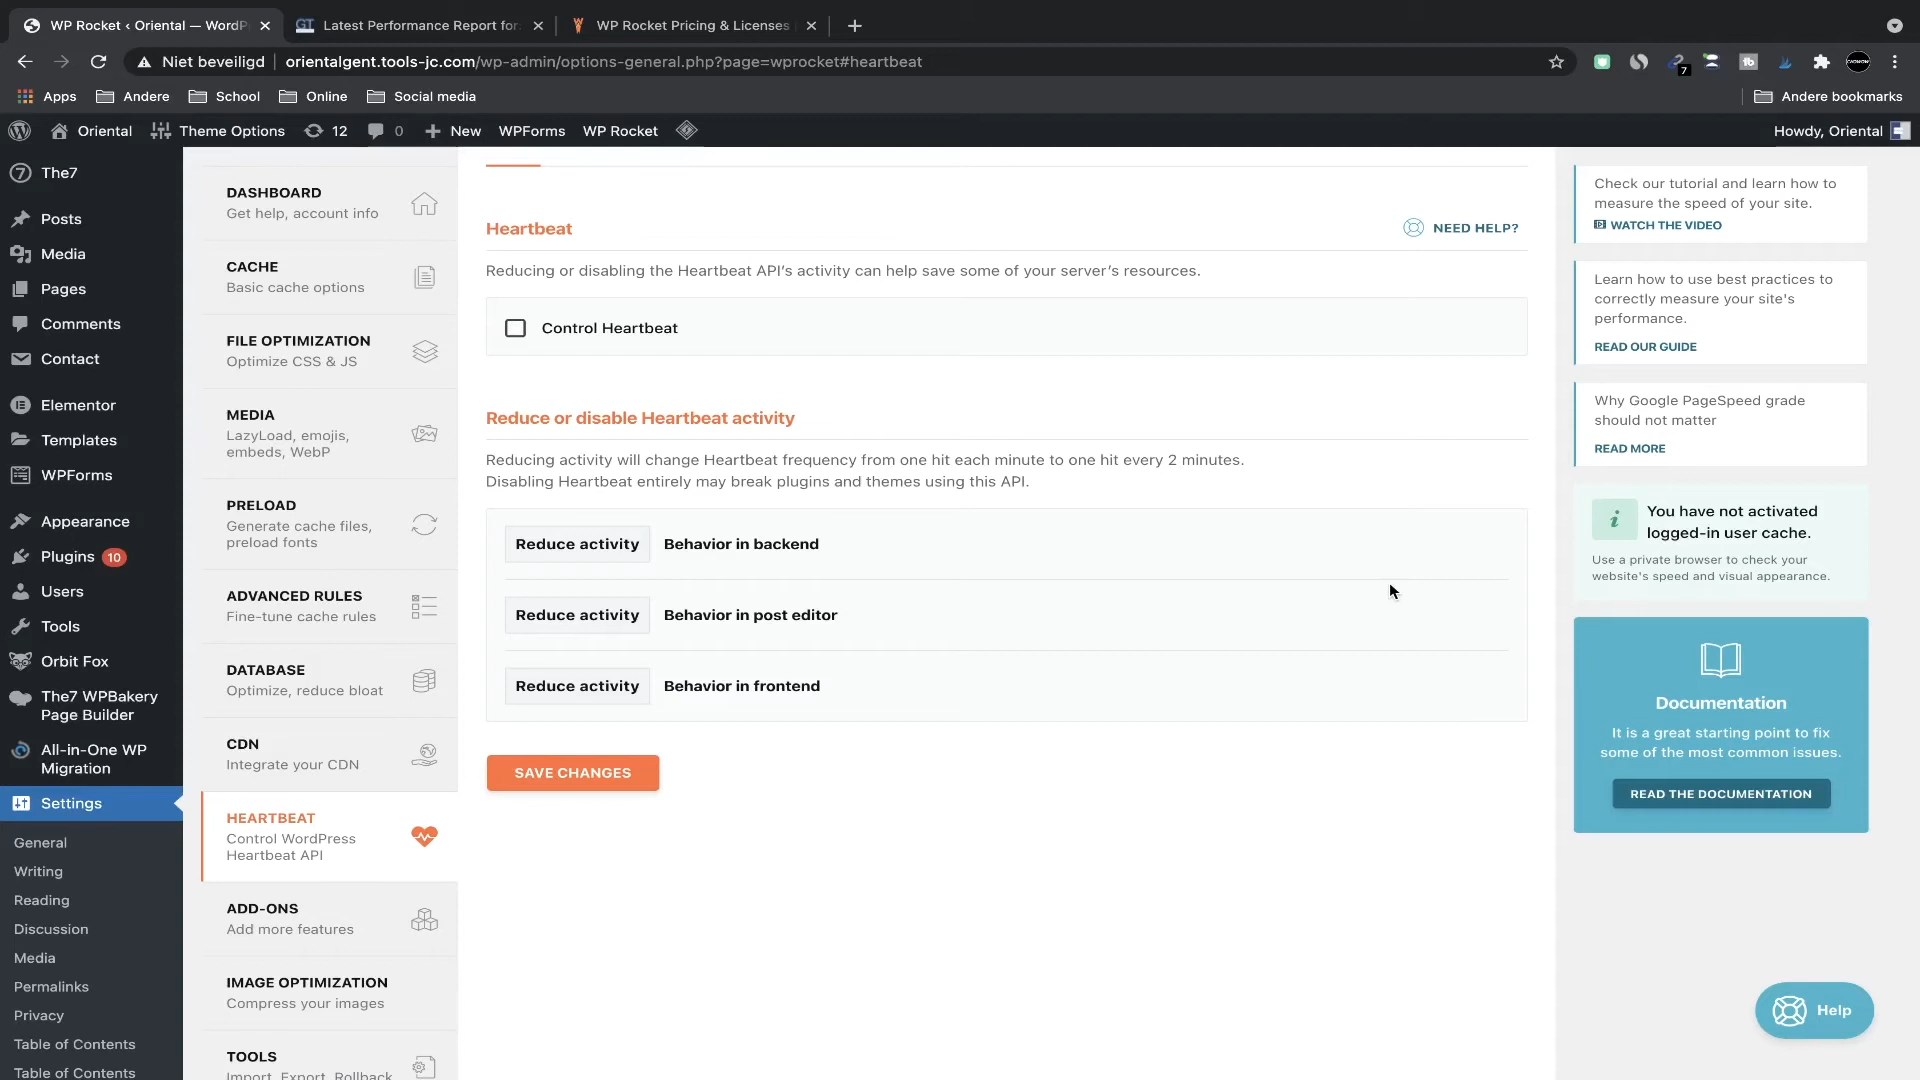 WP Rocket ‹ Oriental — WordP
Latest Performance Report for:
WP Rocket Pricing & Licenses
Niet beveiligd
orientalgent.tools-jc.com/wp-admin/options-general.php?page=wprocket#heartbeat
7
Apps
Andere
School
Online
Social media
Andere bookmarks
Oriental
Theme Options
12
0
New
WPForms
WP Rocket
Howdy, Oriental
The7
Posts
Media
Pages
Comments
Contact
Elementor
Templates
WPForms
Appearance
Plugins 10
Users
Tools
Orbit Fox
The7 WPBakery
Page Builder
All-in-One WP
Migration
Settings
General
Writing
Reading
Discussion
Media
Permalinks
Privacy
Table of Contents
Table of Contents
DASHBOARD
Get help, account info
CACHE
Basic cache options
FILE OPTIMIZATION
Optimize CSS & JS
MEDIA
LazyLoad, emojis,
embeds, WebP
PRELOAD
Generate cache files,
preload fonts
ADVANCED RULES
Fine-tune cache rules
DATABASE
Optimize, reduce bloat
CDN
Integrate your CDN
HEARTBEAT
Control WordPress
Heartbeat API
ADD-ONS
Add more features
IMAGE OPTIMIZATION
Compress your images
TOOLS
Import, Export, Rollback
Heartbeat
NEED HELP?
Reducing or disabling the Heartbeat API’s activity can help save some of your server’s resources.
Control Heartbeat
Reduce or disable Heartbeat activity
Reducing activity will change Heartbeat frequency from one hit each minute to one hit every 2 minutes.
Disabling Heartbeat entirely may break plugins and themes using this API.
Reduce activity Behavior in backend
Reduce activity Behavior in post editor
Reduce activity Behavior in frontend
SAVE CHANGES
Check our tutorial and learn how to
measure the speed of your site.
WATCH THE VIDEO
Learn how to use best practices to
correctly measure your site's
performance.
READ OUR GUIDE
Why Google PageSpeed grade
should not matter
READ MORE
You have not activated
logged-in user cache.
Use a private browser to check your
website's speed and visual appearance.
Documentation
It is a great starting point to fix
some of the most common issues.
READ THE DOCUMENTATION
Help